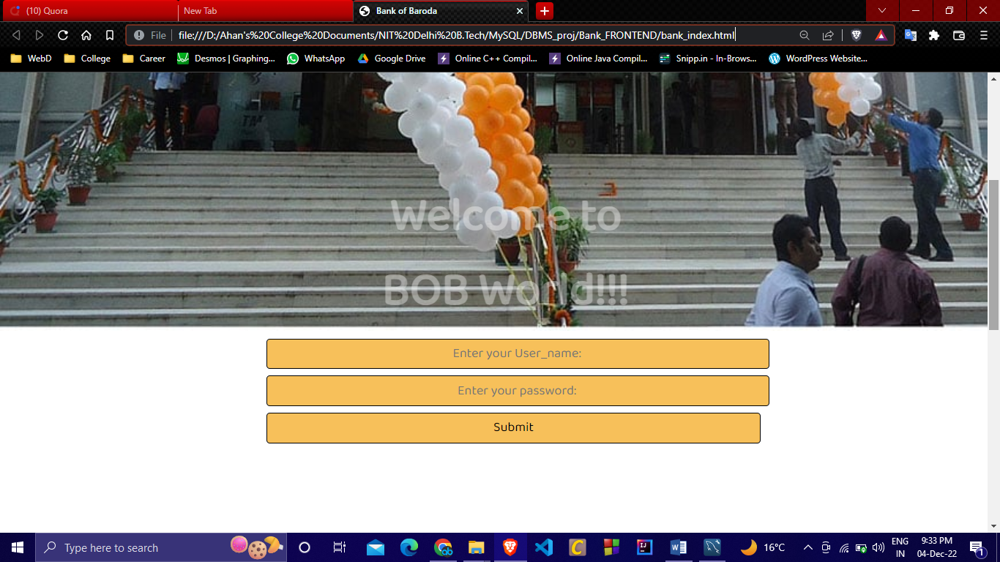 (10) Quora
New Tab
Bank of Baroda
File
file:///D:/Ahan's%20College%20Documents/NIT%20Delhi%20B.Tech/MySQL/DBMS_proj/Bank_FRONTEND/bank_index.html
WebD
College
Career
Desmos | Graphing...
WhatsApp
Google Drive
Online C++ Compil...
Online Java Compil...
Snipp.in - In-Brows...
WordPress Website...
Welcome to
BOB World!!!
Enter your User_name:
Enter your password:
Submit
Type here to search
16°C
ENG
IN
9:33 PM
04-Dec-22
1